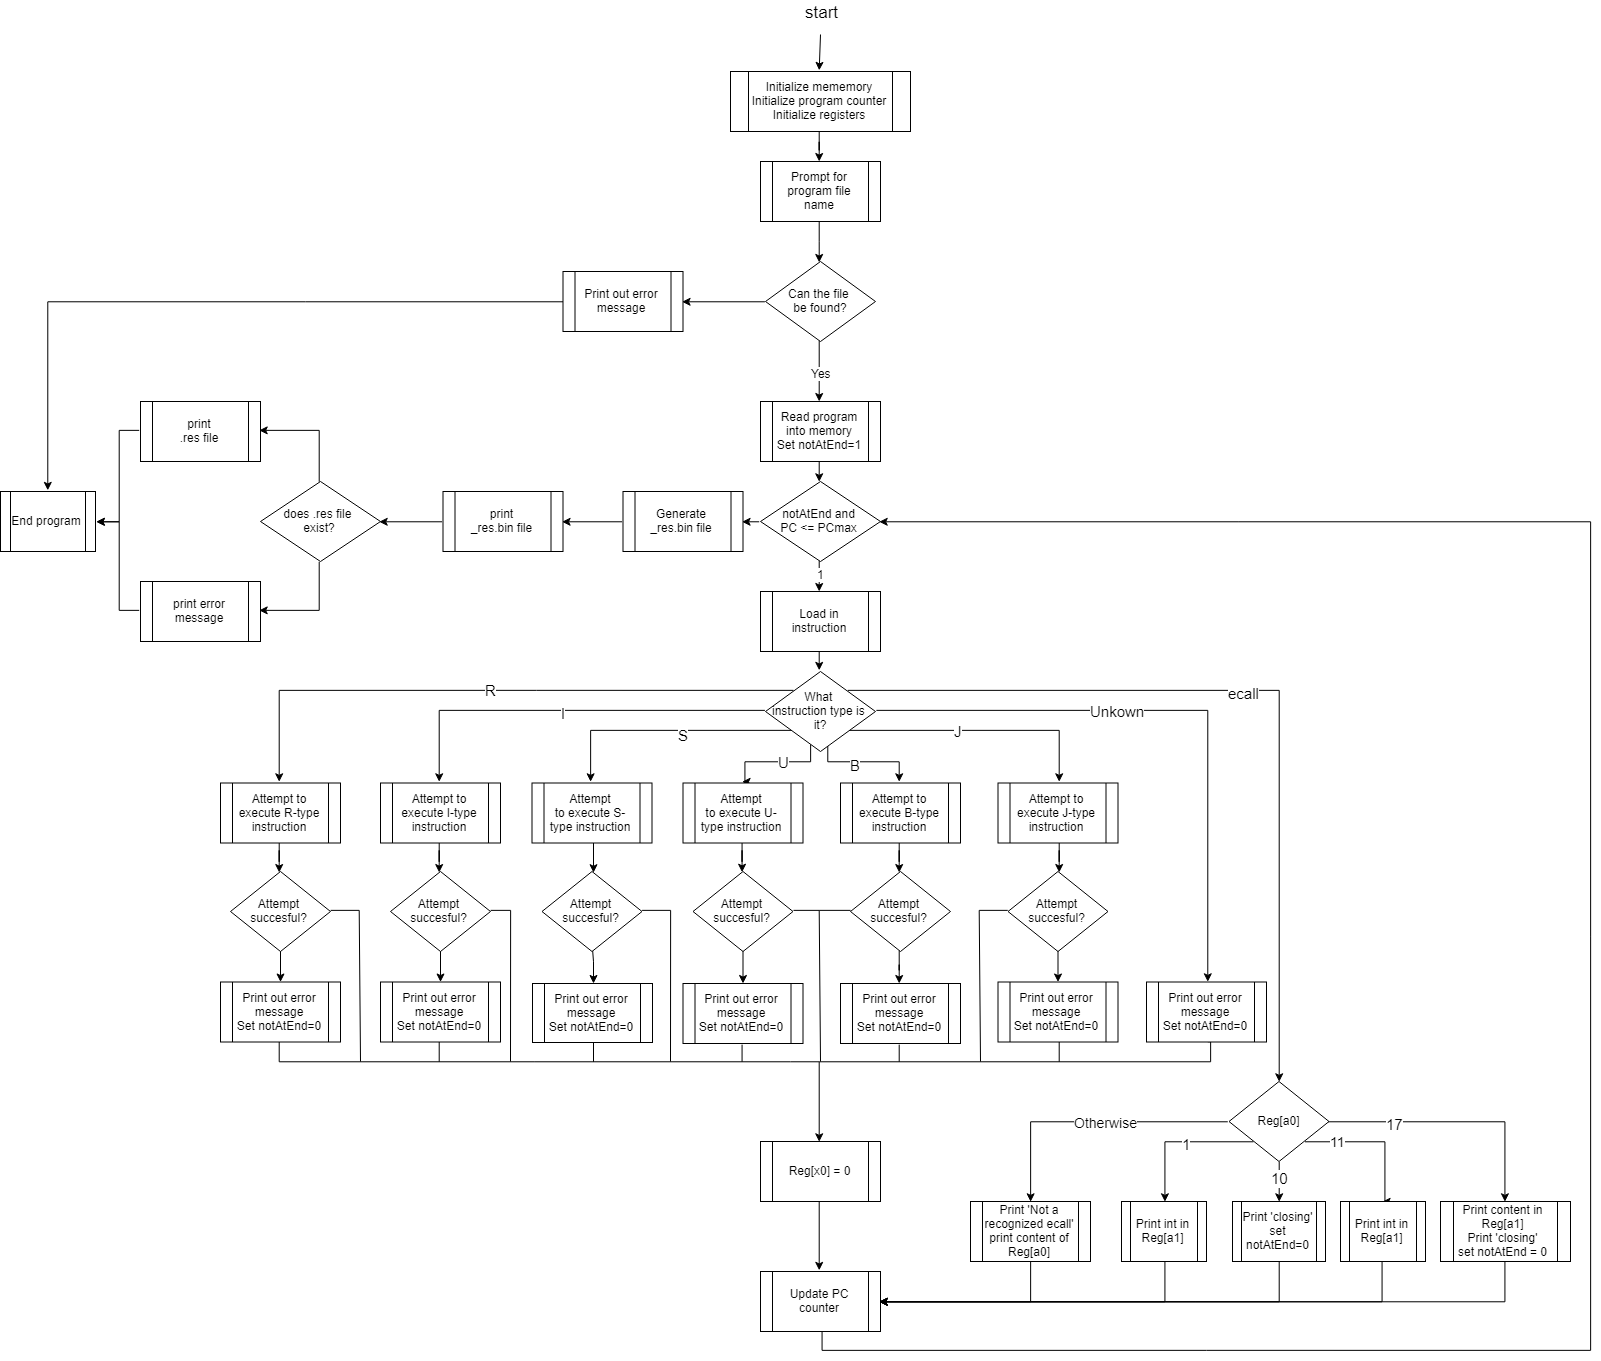 start
Initialize mememory
Initialize program counter
Initialize registers
Prompt for
program file
name
Can the file
be found?
Print out error
message
Yes
Read program
into memory
Set notAtEnd=1
notAtEnd and
PC <= PCmax
Generate
_res.bin file
print
_res.bin file
does .res file
exist?
print
.res file
print error
message
End program
1
Load in
instruction
What
instruction type is
it?
R
I
S
U
B
J
Unkown
ecall
Attempt to
execute R-type
instruction
Attempt to
execute I-type
instruction
Attempt
to execute S-
type instruction
Attempt
to execute U-
type instruction
Attempt to
execute B-type
instruction
Attempt to
execute J-type
instruction
Attempt
succesful?
Attempt
succesful?
Attempt
succesful?
Attempt
succesful?
Attempt
succesful?
Attempt
succesful?
Print out error
message
Set notAtEnd=0
Print out error
message
Set notAtEnd=0
Print out error
message
Set notAtEnd=0
Print out error
message
Set notAtEnd=0
Print out error
message
Set notAtEnd=0
Print out error
message
Set notAtEnd=0
Print out error
message
Set notAtEnd=0
Reg[a0]
Otherwise
1
10
11
17
Reg[x0] = 0
Print 'Not a
recognized ecall'
print content of
Reg[a0]
Print int in
Reg[a1]
Print 'closing'
set
notAtEnd=0
Print int in
Reg[a1]
Print content in
Reg[a1]
Print 'closing'
set notAtEnd = 0
Update PC
counter